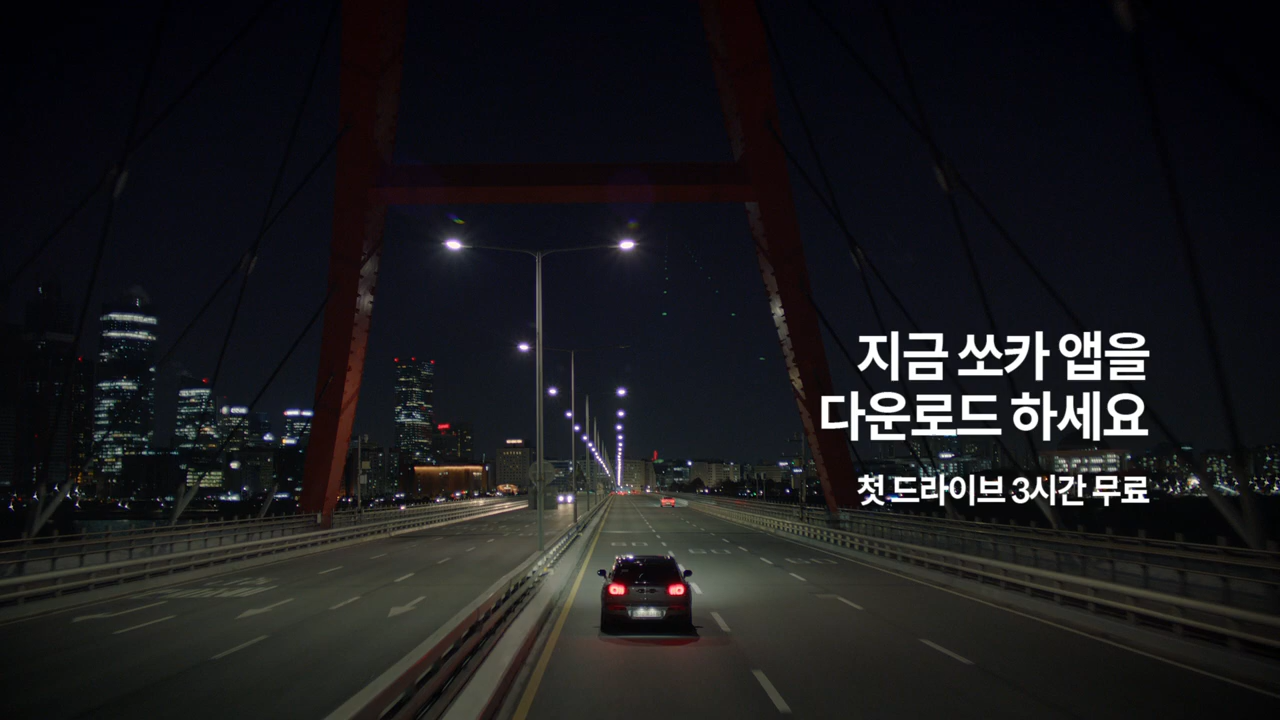 지금 쏘카 앱을
다운로드 하세요
첫 드라이브 3시간 무료